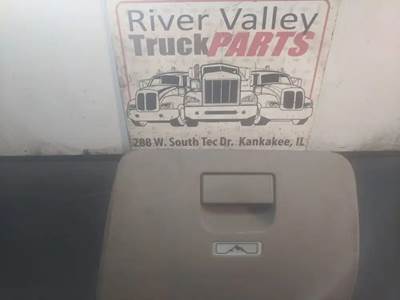 River Valley
TruckPARTS
288 W. South Tec Dr. Kankakee, IL